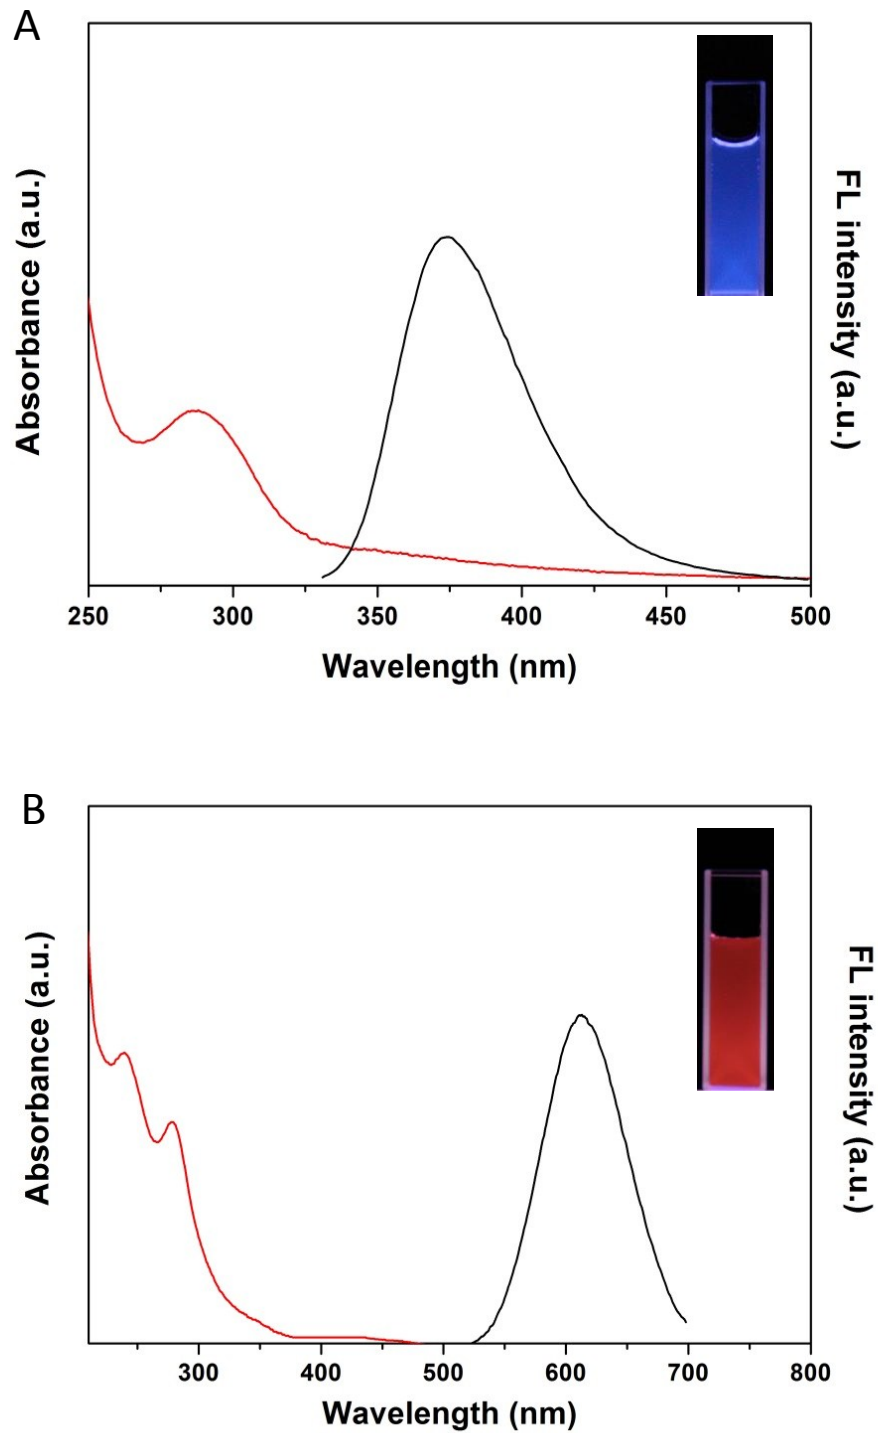 A
Absorbance (a.u.)
FL intensity (a.u.)
250 300 350 400 450 500
Wavelength (nm)
B
Absorbance (a.u.)
FL intensity (a.u.)
300 400 500 600 700 800
Wavelength (nm)